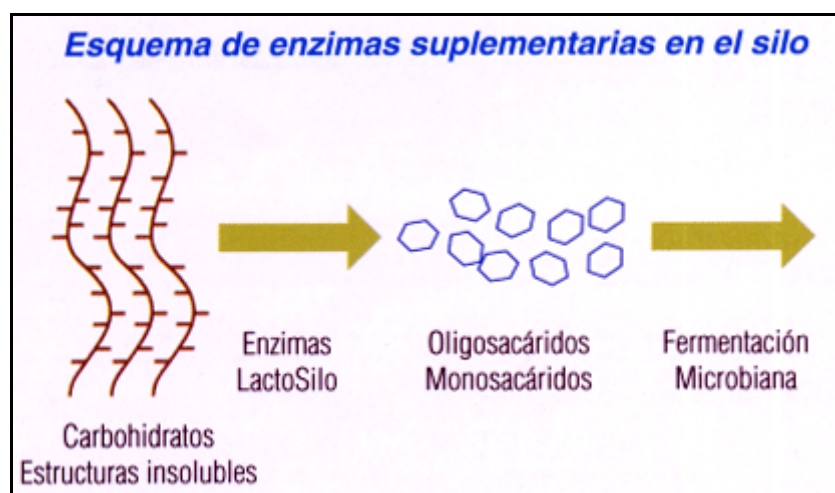 Esquema de enzimas suplementarias en el silo
Enzimas
LactoSilo
Oligosacáridos
Monosacáridos
Fermentación
Microbiana
Carbohidratos
Estructuras insolubles